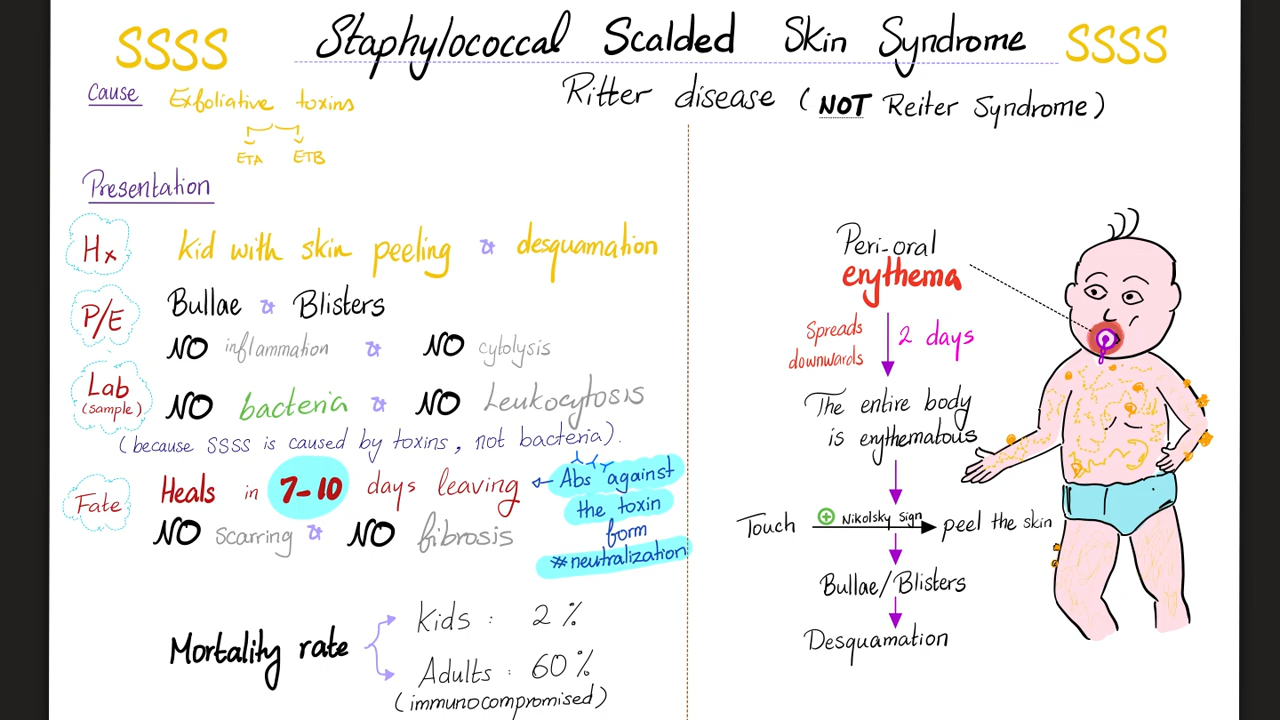 SSSS Staphylococcal Scalded Skin Syndrome SSSS
Ritter disease (NOT Reiter Syndrome)
Cause Exfoliative toxins
ETA ETB
Presentation
Hx kid with skin peeling & desquamation
P/E Bullae & Blisters
NO inflammation & NO cytolysis
Lab (sample) NO bacteria & NO Leukocytosis
(because SSSS is caused by toxins, not bacteria).
Fate Heals in 7-10 days leaving
NO scarring & NO fibrosis
Abs against
the toxin
form
#neutralization
Mortality rate
Kids: 2%
Adults: 60%
(immunocompromised)
Peri-oral
erythema
Spreads
downwards
2 days
The entire body
is erythematous
Touch + Nikolsky Sign peel the skin
Bullae/Blisters
Desquamation